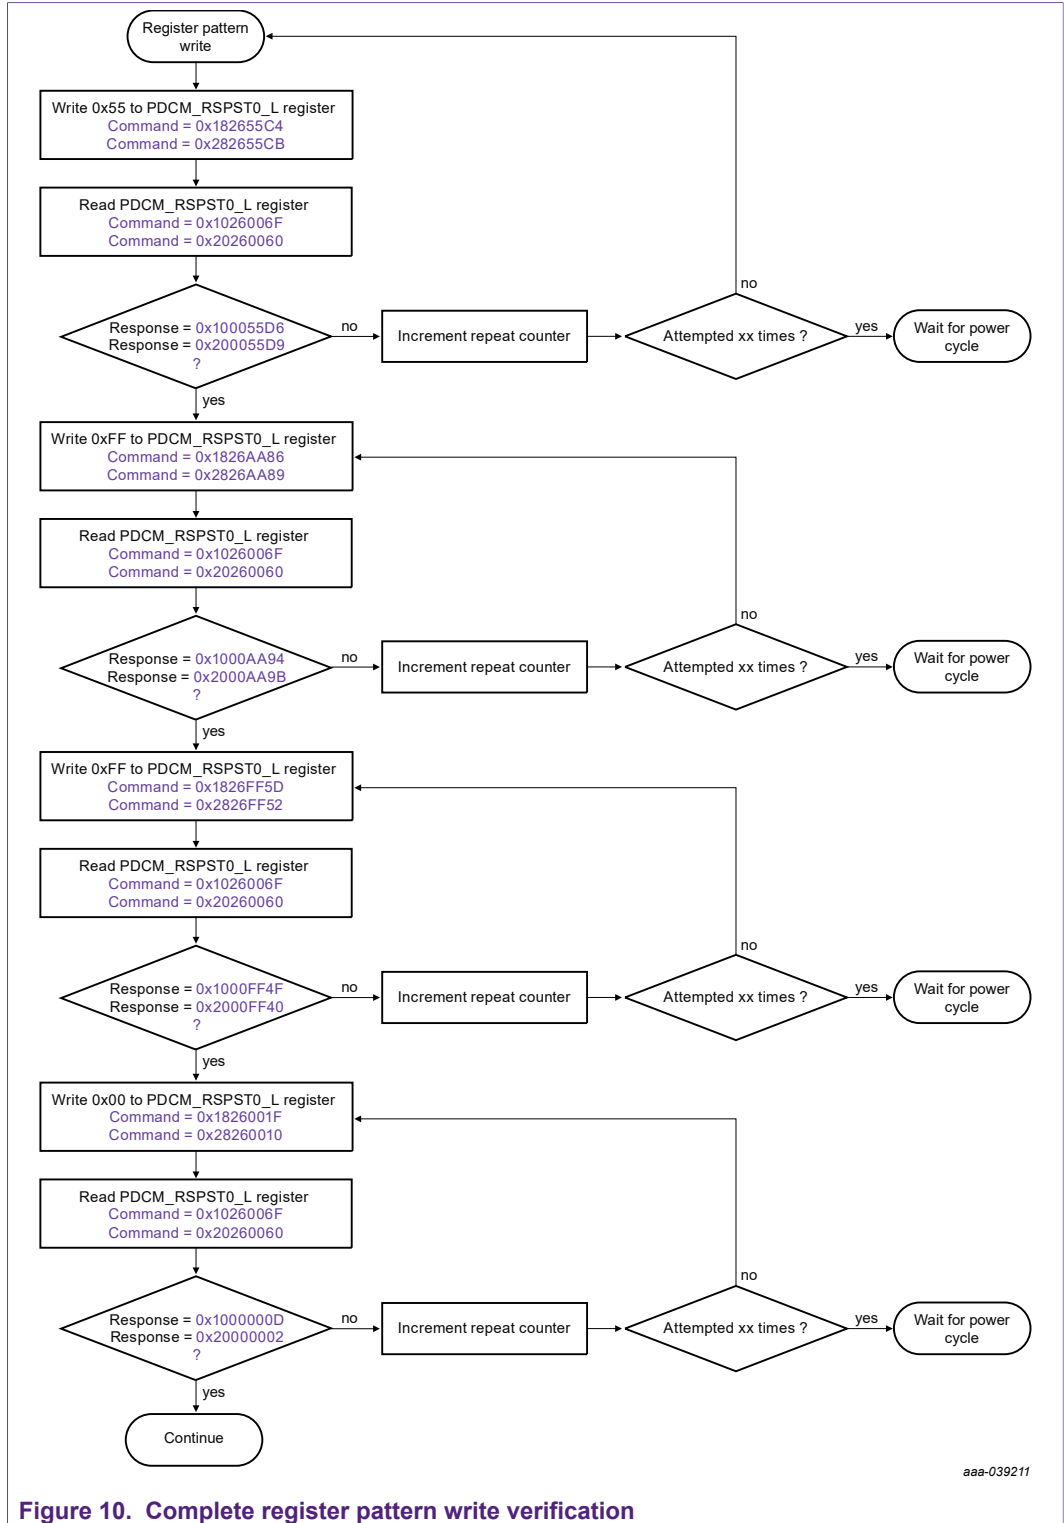 Register pattern
write
Write 0x55 to PDCM_RSPST0_L register
Command = 0x182655C4
Command = 0x282655CB
Read PDCM_RSPST0_L register
Command = 0x1026006F
Command = 0x20260060
no
Response = 0x100055D6
Response = 0x200055D9
?
no
Increment repeat counter
Attempted xx times ?
yes
Wait for power
cycle
yes
Write 0xFF to PDCM_RSPST0_L register
Command = 0x1826AA86
Command = 0x2826AA89
Read PDCM_RSPST0_L register
Command = 0x1026006F
Command = 0x20260060
no
Response = 0x1000AA94
Response = 0x2000AA9B
?
no
Increment repeat counter
Attempted xx times ?
yes
Wait for power
cycle
yes
Write 0xFF to PDCM_RSPST0_L register
Command = 0x1826FF5D
Command = 0x2826FF52
Read PDCM_RSPST0_L register
Command = 0x1026006F
Command = 0x20260060
no
Response = 0x1000FF4F
Response = 0x2000FF40
?
no
Increment repeat counter
Attempted xx times ?
yes
Wait for power
cycle
yes
Write 0x00 to PDCM_RSPST0_L register
Command = 0x1826001F
Command = 0x28260010
Read PDCM_RSPST0_L register
Command = 0x1026006F
Command = 0x20260060
no
Response = 0x1000000D
Response = 0x20000002
?
no
Increment repeat counter
Attempted xx times ?
yes
Wait for power
cycle
yes
Continue
aaa-039211
Figure 10. Complete register pattern write verification